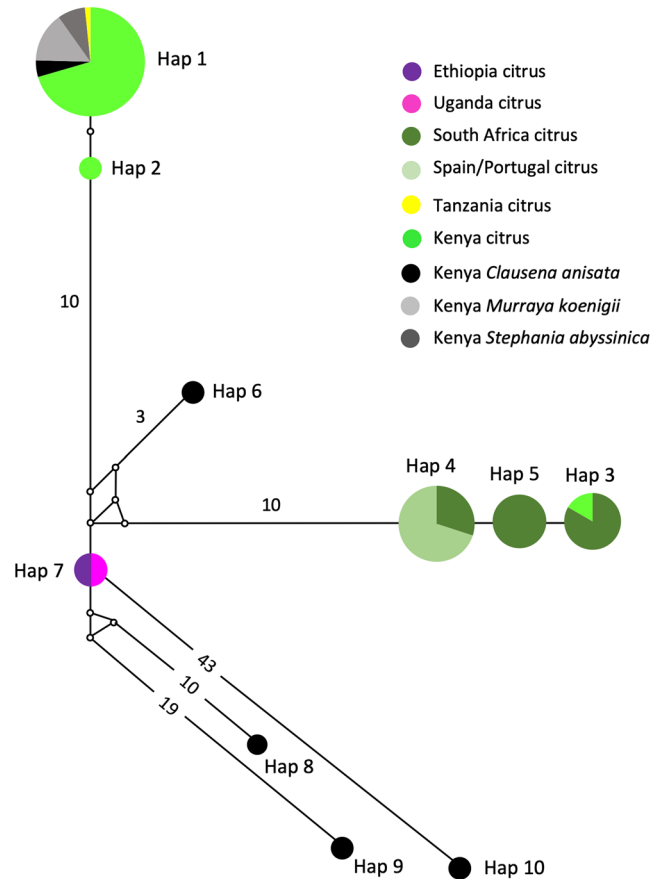 Hap 1
Ethiopia citrus
Uganda citrus
South Africa citrus
Spain/Portugal citrus
Tanzania citrus
Kenya citrus
Kenya Clausena anisata
Kenya Murraya koenigii
Kenya Stephania abyssinica
Hap 2
10
Hap 6
3
Hap 4
Hap 5
Hap 3
10
Hap 7
43
10
19
Hap 8
Hap 9
Hap 10